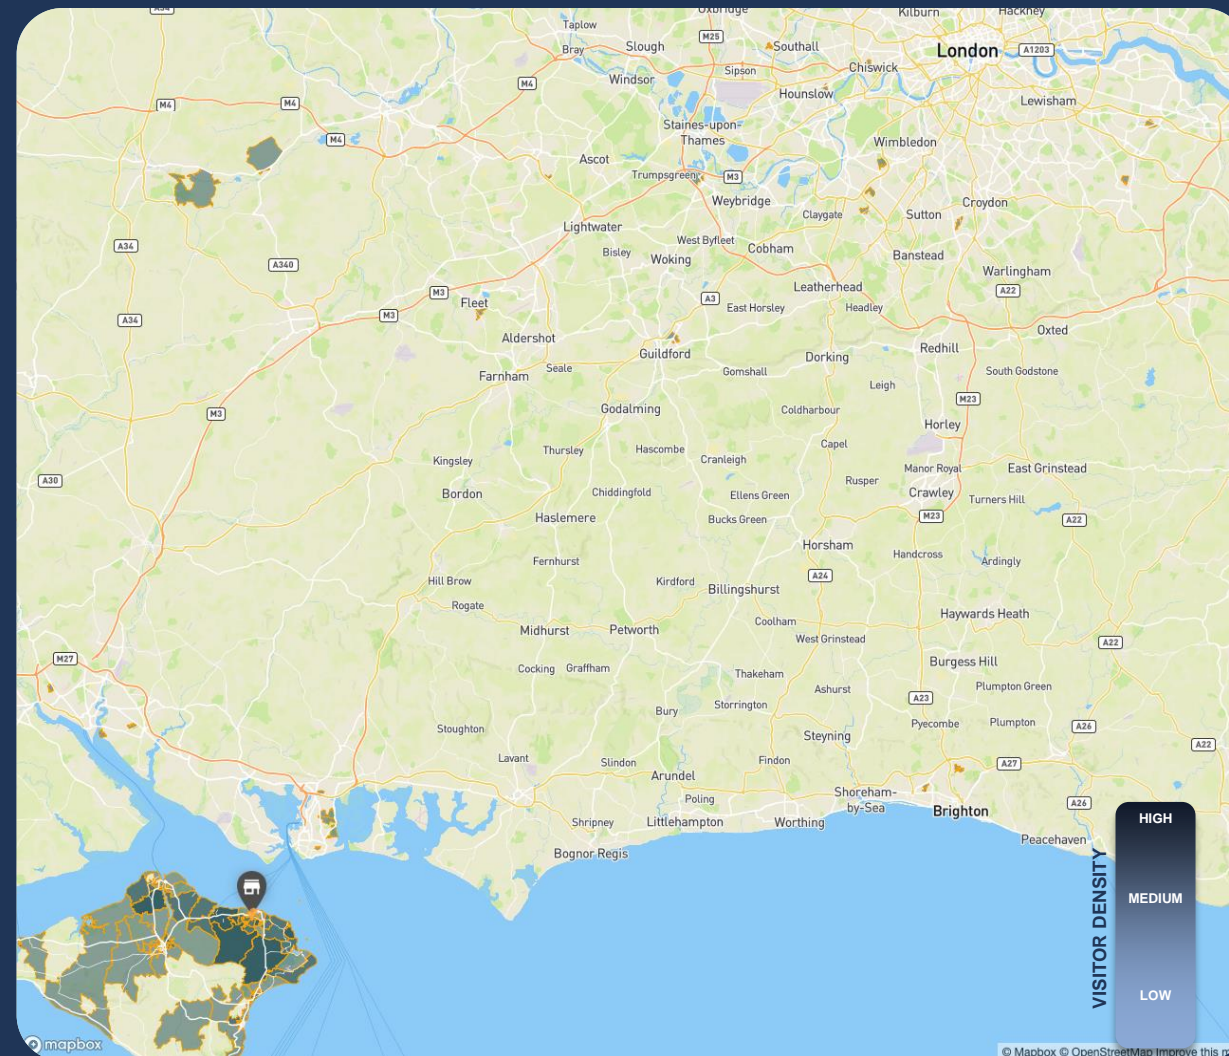 A34
Oxbridge
Kilburn
Hackney
Taplow
Bray
Slough
M25
Southall
London
A1203
Windsor
Sipson
Chiswick
M4
Hounslow
Lewisham
M4
M4
M4
Staines-upon-
Thames
Wimbledon
Ascot
Trumpsgreen
M3
Weybridge
Croydon
Claygate
Sutton
Lightwater
A34
West Byfleet
Cobham
Bisley
Woking
Banstead
A340
Warlingham
Leatherhead
M3
A22
Fleet
A3
East Horsley
Headley
M3
A34
Oxted
Aldershot
Guildford
Redhill
Dorking
Seale
Gomshall
South Godstone
Farnham
Leigh
M23
Godalming
Coldharbour
M3
Horley
Capel
Thursley
Hascombe
Cranleigh
Kingsley
Manor Royal
East Grinstead
A30
Rusper
Bordon
Chiddingfold
Ellens Green
Crawley
Turners Hill
Haslemere
Bucks Green
M23
A22
Horsham
Handcross
Fernhurst
Ardingly
A24
Hill Brow
Kirdford
Billingshurst
Rogate
Haywards Heath
Coolham
Midhurst
Petworth
West Grinstead
A22
M27
Burgess Hill
Cocking
Graffham
Thakeham
Plumpton Green
Ashurst
A23
Storrington
Bury
Pyecombe
Plumpton
A26
Stoughton
Steyning
A22
Lavant
Slindon
Findon
A27
Arundel
Shoreham-
by-Sea
Poling
A26
Brighton
Shripney
Littlehampton
Worthing
HIGH
Peacehaven
Bognor Regis
VISITOR DENSITY
MEDIUM
LOW
mapbox
© Mapbox © OpenStreetMap Improve this m